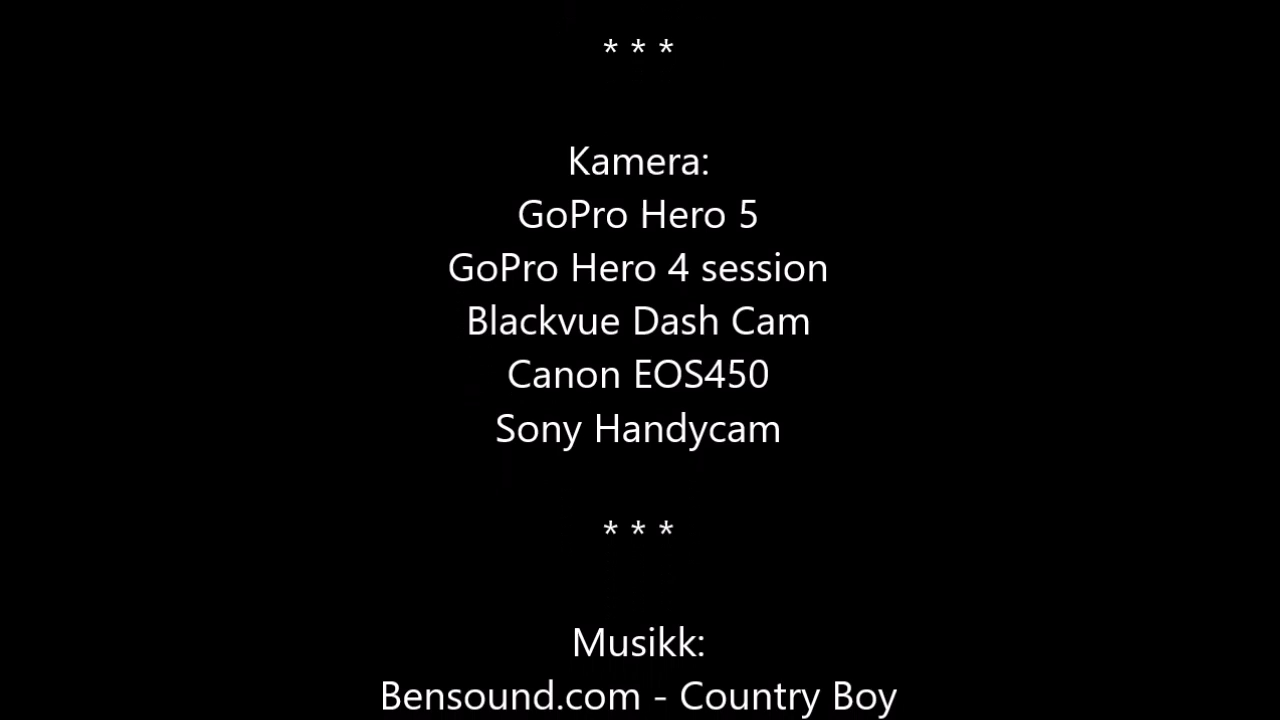 * * *
Kamera:
GoPro Hero 5
GoPro Hero 4 session
Blackvue Dash Cam
Canon EOS450
Sony Handycam
* * *
Musikk:
Bensound.com - Country Boy